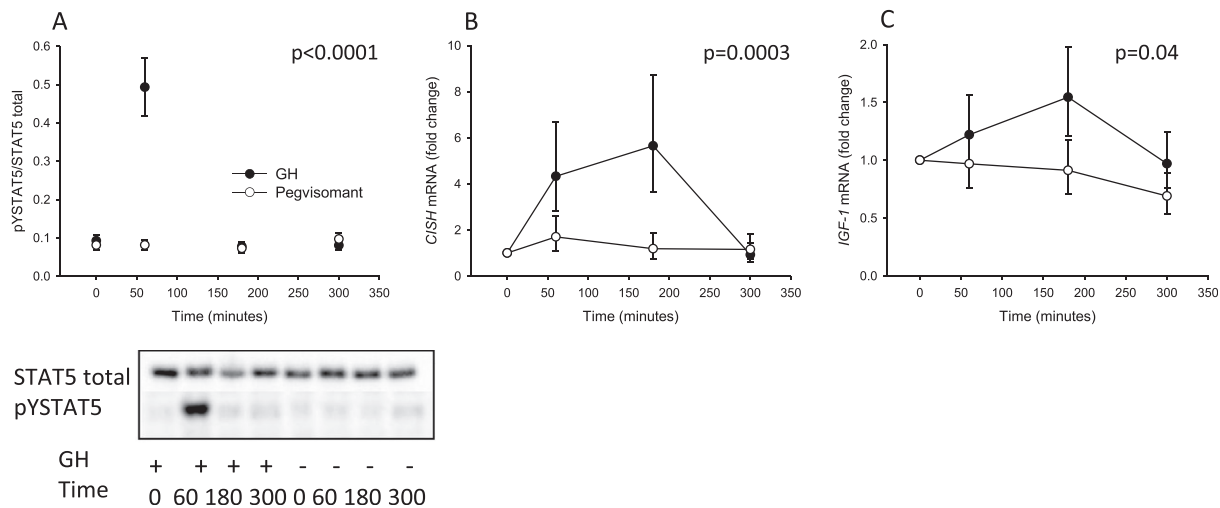 A
p<0.0001
pYSTAT5/STAT5 total
0.6
0.5
0.4
0.3
0.2
0.1
0.0
GH
Pegvisomant
0 50 100 150 200 250 300 350
Time (minutes)
B
p=0.0003
CISH mRNA (fold change)
10
8
6
4
2
0
0 50 100 150 200 250 300 350
Time (minutes)
C
p=0.04
IGF-1 mRNA (fold change)
2.0
1.5
1.0
0.5
0.0
0 50 100 150 200 250 300 350
Time (minutes)
STAT5 total
pYSTAT5
GH + + + + - - - -
Time 0 60 180 300 0 60 180 300